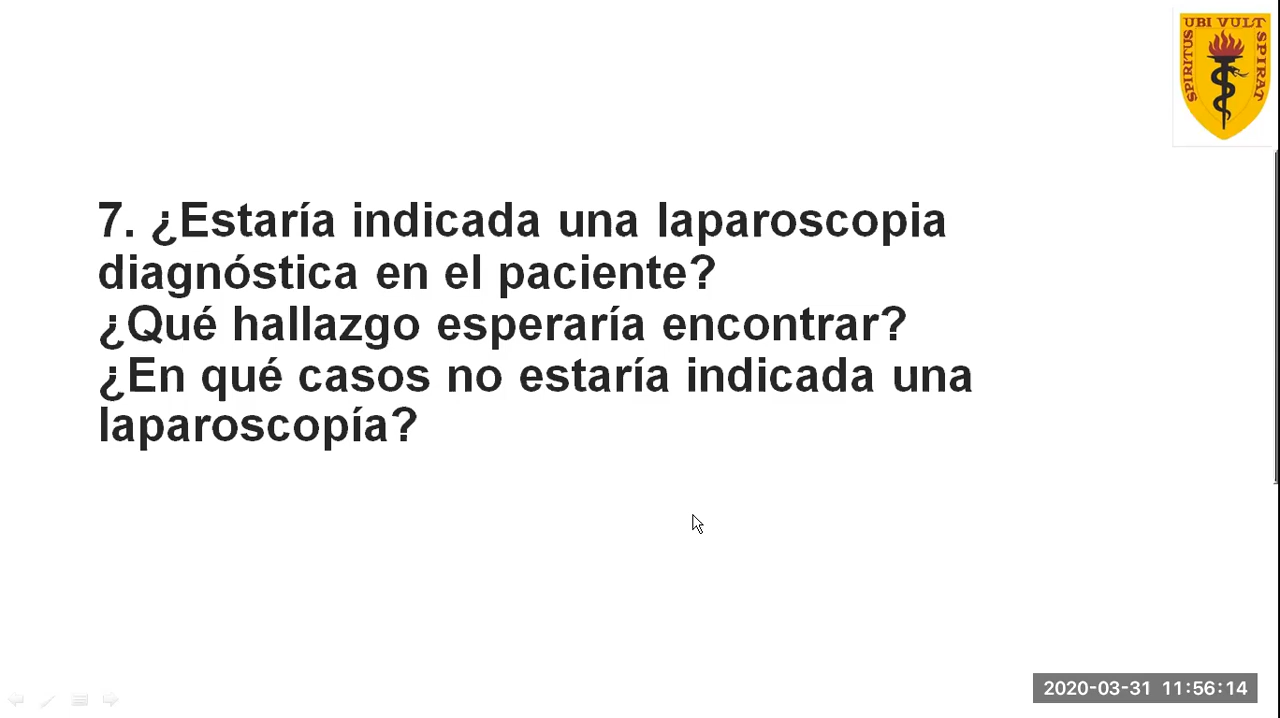 SPIRITUS UBI VULT SPIRAT
7. ¿Estaría indicada una laparoscopia
diagnóstica en el paciente?
¿Qué hallazgo esperaría encontrar?
¿En qué casos no estaría indicada una
laparoscopía?
2020-03-31 11:56:14